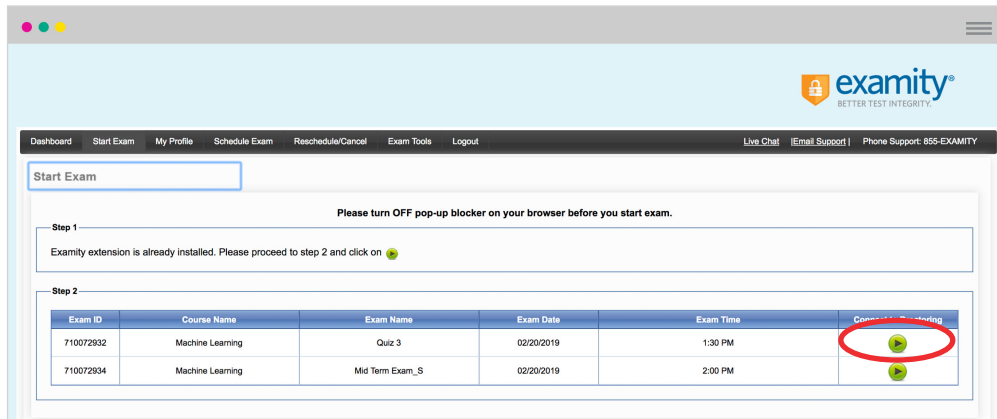 examity®
BETTER TEST INTEGRITY.
Dashboard Start Exam My Profile Schedule Exam Reschedule/Cancel Exam Tools Logout Live Chat |Email Support | Phone Support: 855-EXAMITY
Start Exam
Please turn OFF pop-up blocker on your browser before you start exam.
Step 1
Examity extension is already installed. Please proceed to step 2 and click on
Step 2
Exam ID Course Name Exam Name Exam Date Exam Time
710072932 Machine Learning Quiz 3 02/20/2019 1:30 PM
710072934 Machine Learning Mid Term Exam_S 02/20/2019 2:00 PM